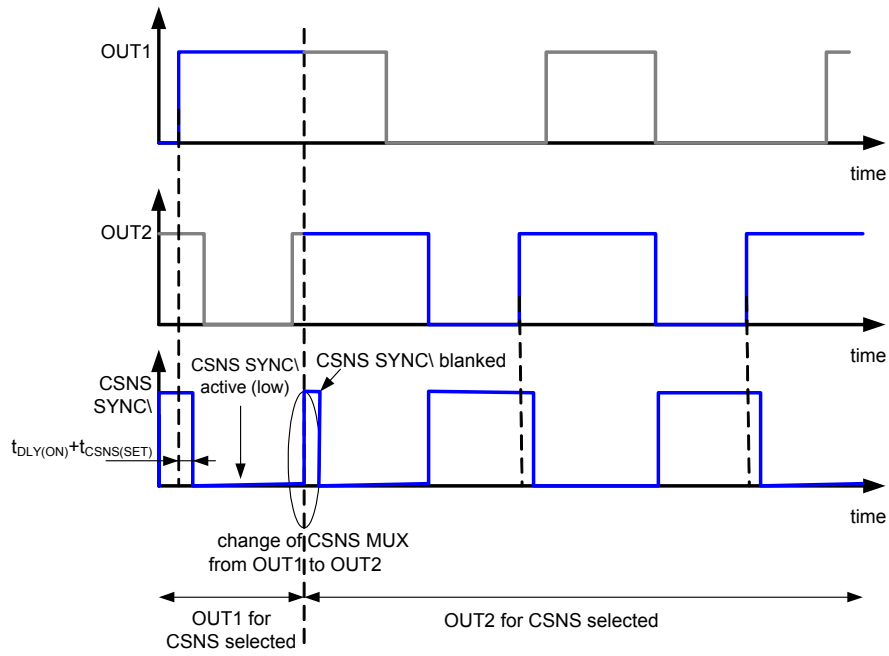 OUT1
time
OUT2
time
CSNS SYNC\
active (low)
CSNS SYNC\ blanked
CSNS
SYNC\
tDLY(ON)+tCSNS(SET)
time
change of CSNS MUX
from OUT1 to OUT2
OUT1 for
CSNS selected
OUT2 for CSNS selected